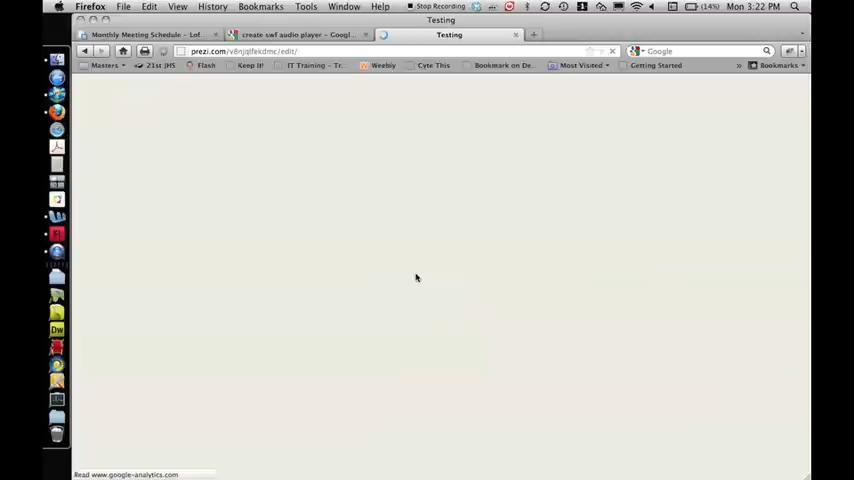 Firefox File Edit View History Bookmarks Tools Window Help Stop Recording (14%) Mon 3:22 PM
Testing
Monthly Meeting Schedule - Lof... create swf audio player - Googl... Testing
prezi.com/v8njqlfekdmc/edit/ Google
Masters 21st JHS Flash Keep It! IT Training - Tr... Weebly Cyte This Bookmark on De... Most Visited Getting Started » Bookmarks
Dw
Read www.google-analytics.com